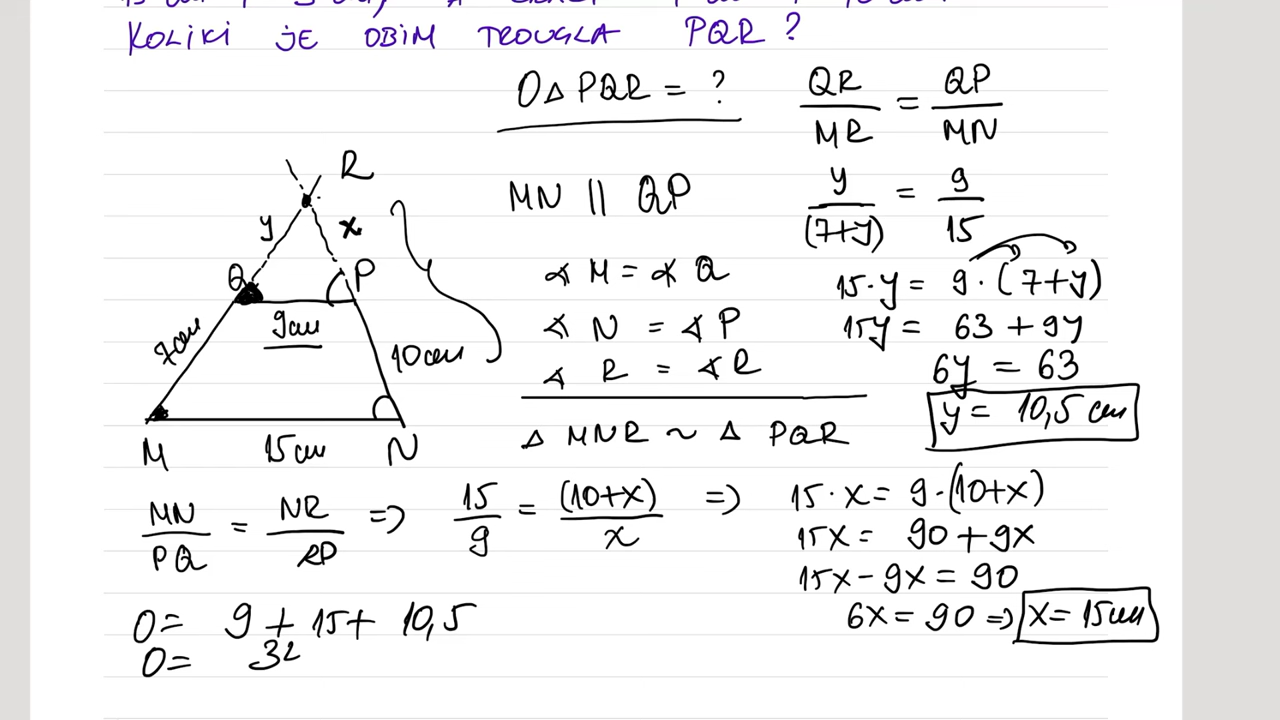 KOLIKI JE OBIM TROUGLA PQR ?
O△ PQR = ?
QR/MR = QP/MN
MN || QP
y/(7+y) = 9/15
∢ M = ∢ Q
∢ N = ∢ P
∢ R = ∢ R
△ MNR ~ △ PQR
15·y = 9·(7+y)
15y = 63 + 9y
6y = 63
y = 10,5 cm
R
y
x
Q
P
9cm
7cm
10cm
M
15cm
N
MN/PQ = NR/RP => 15/9 = (10+x)/x => 15·x = 9·(10+x)
15x = 90+9x
15x-9x = 90
6x = 90 => x = 15cm
O = 9 + 15 + 10,5
O = 32